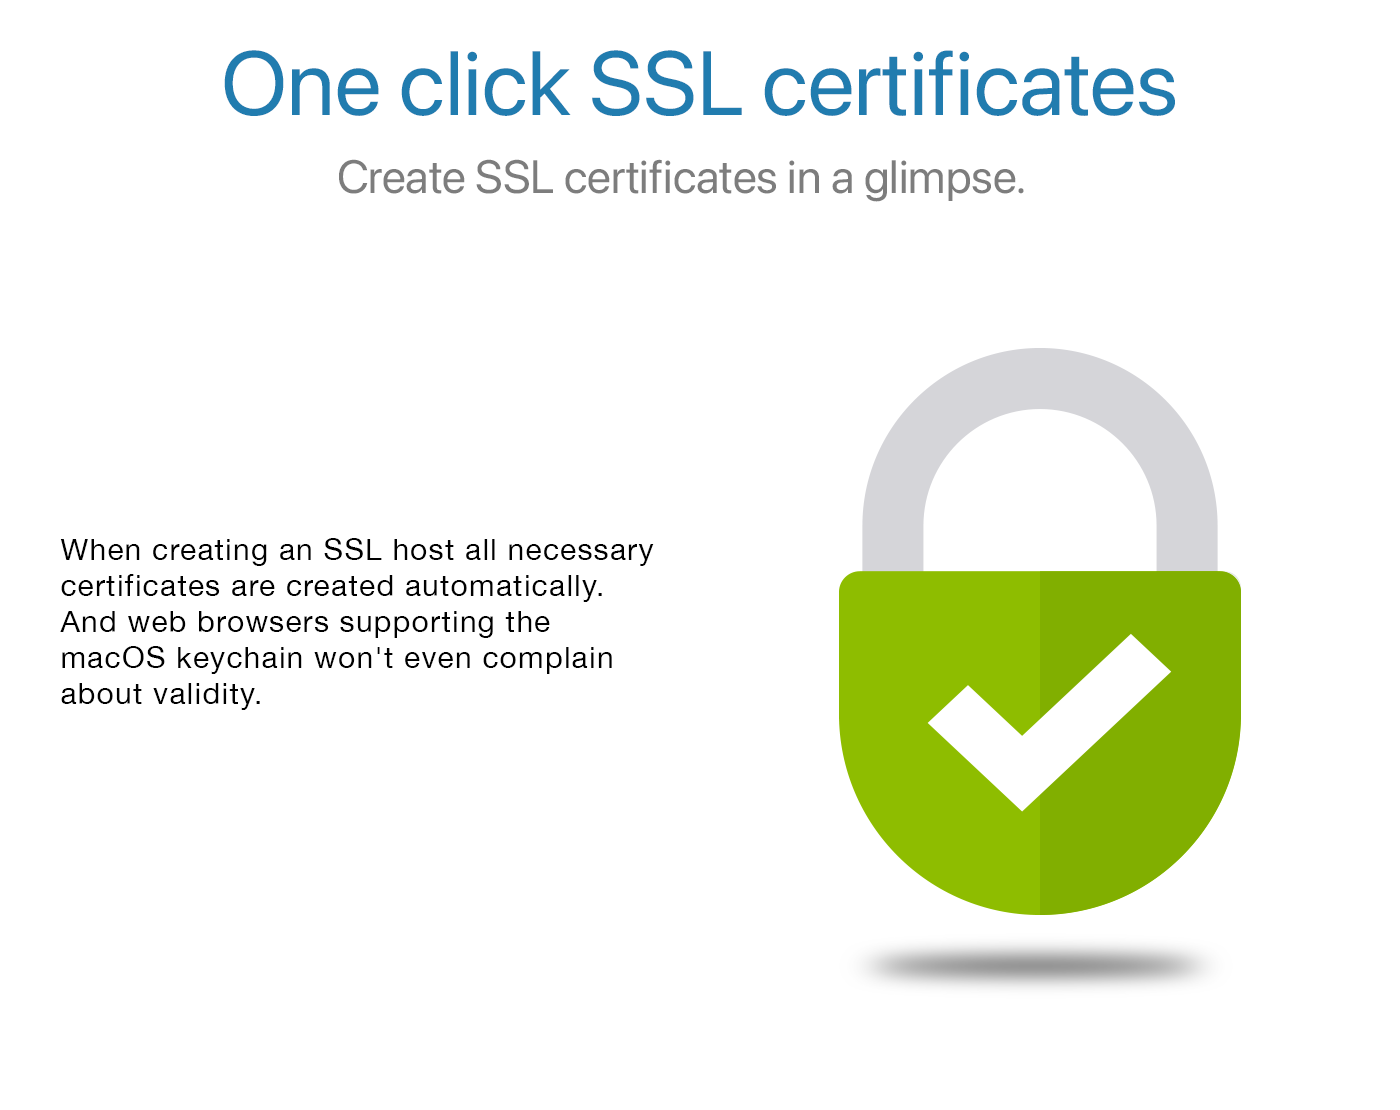 One click SSL certificates
Create SSL certificates in a glimpse.
When creating an SSL host all necessary
certificates are created automatically.
And web browsers supporting the
macOS keychain won't even complain
about validity.